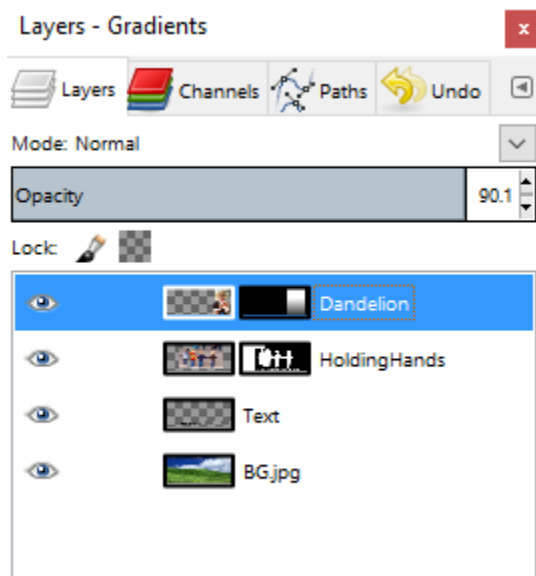 Layers - Gradients
x
Layers Channels Paths Undo
Mode: Normal
Opacity 90.1
Lock:
Dandelion
HoldingHands
Text
BG.jpg